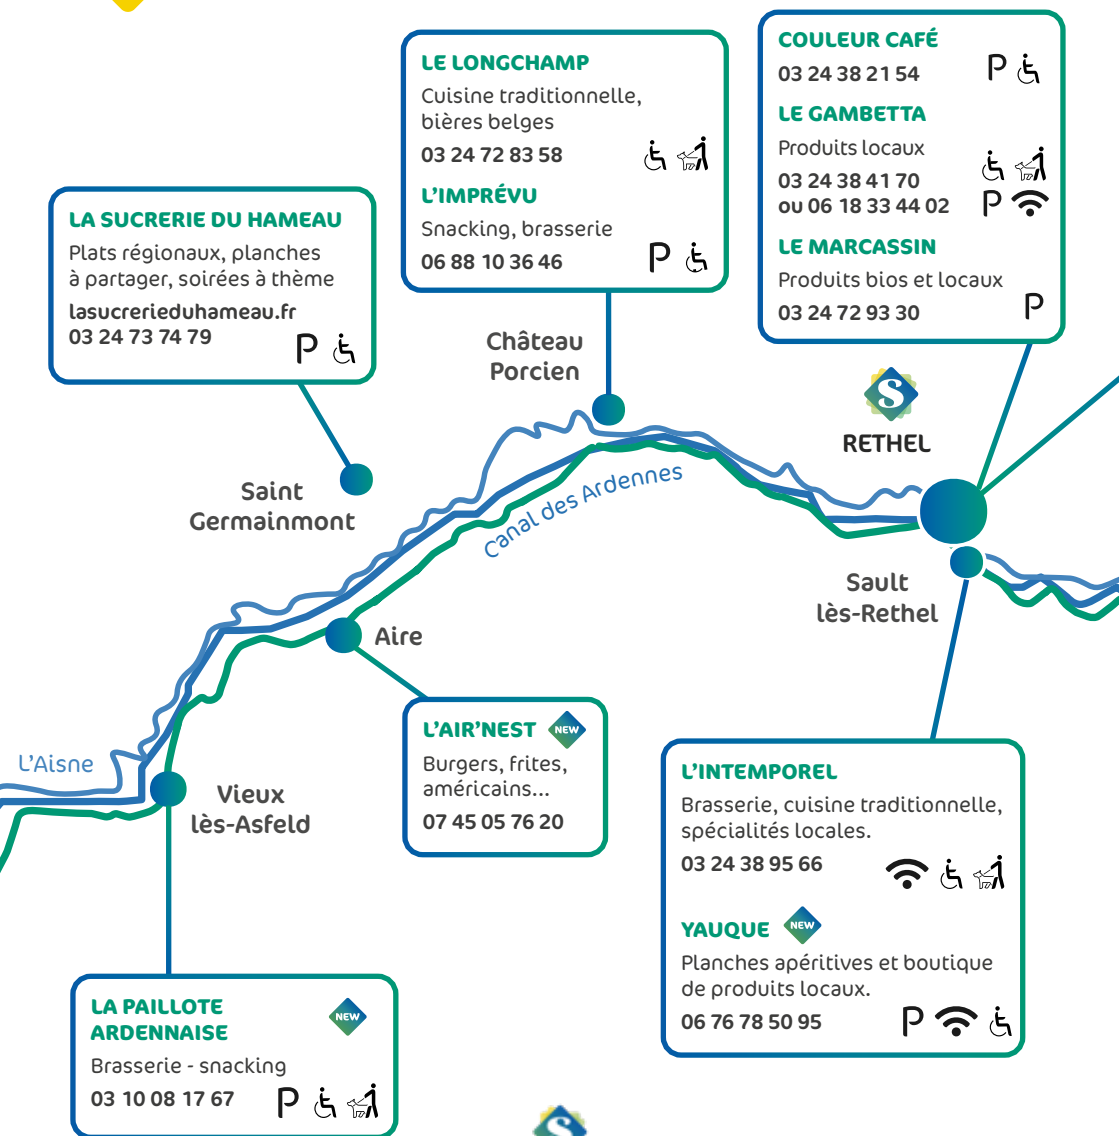 COULEUR CAFÉ
03 24 38 21 54
P
LE GAMBETTA
Produits locaux
03 24 38 41 70
ou 06 18 33 44 02
P
LE MARCASSIN
Produits bios et locaux
03 24 72 93 30
P
LE LONGCHAMP
Cuisine traditionnelle,
bières belges
03 24 72 83 58
L'IMPRÉVU
Snacking, brasserie
06 88 10 36 46
P
LA SUCRERIE DU HAMEAU
Plats régionaux, planches
à partager, soirées à thème
lasucrerieduhameau.fr
03 24 73 74 79
P
Château
Porcien
S
RETHEL
Saint
Germainmont
Canal des Ardennes
Sault
lès-Rethel
Aire
L'Aisne
Vieux
lès-Asfeld
L'AIR'NEST NEW
Burgers, frites,
américains...
07 45 05 76 20
L'INTEMPOREL
Brasserie, cuisine traditionnelle,
spécialités locales.
03 24 38 95 66
YAUQUE NEW
Planches apéritives et boutique
de produits locaux.
06 76 78 50 95
P
LA PAILLOTE
ARDENNAISE
NEW
Brasserie - snacking
03 10 08 17 67
P
S